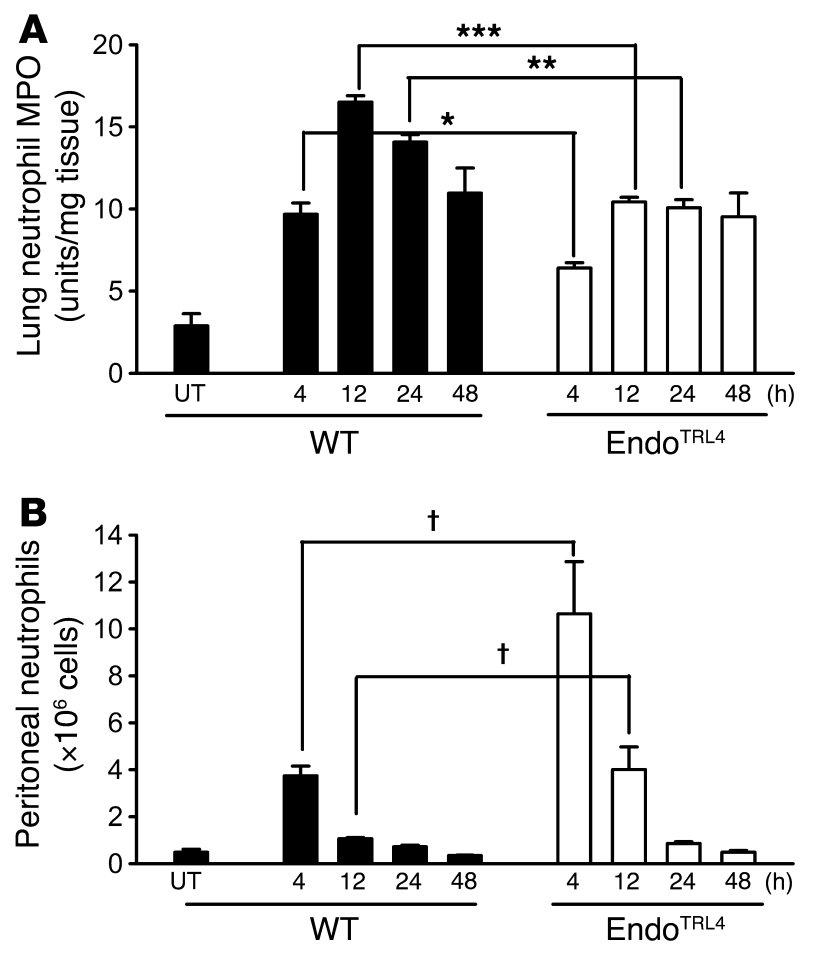 A
Lung neutrophil MPO
(units/mg tissue)
20
15
10
5
0
***
**
*
UT 4 12 24 48 4 12 24 48 (h)
WT Endo^TRL4
B
Peritoneal neutrophils
(×10⁶ cells)
14
12
10
8
6
4
2
0
†
†
UT 4 12 24 48 4 12 24 48 (h)
WT Endo^TRL4